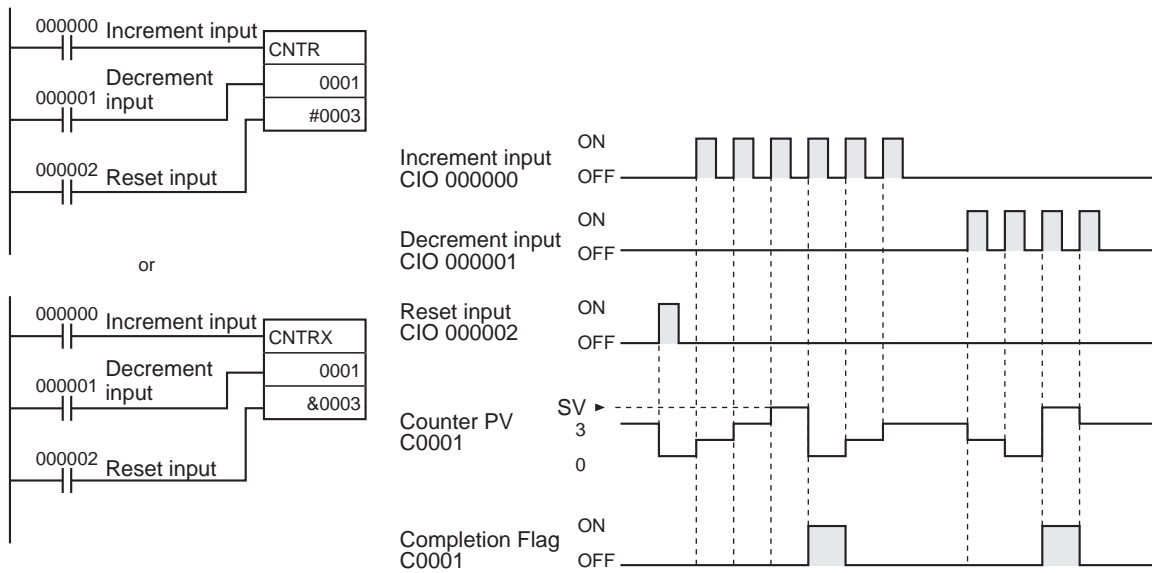 000000 Increment input
CNTR
Decrement
input
000001
0001
#0003
000002 Reset input
or
000000 Increment input
CNTRX
Decrement
input
000001
0001
&0003
000002 Reset input
Increment input
CIO 000000
ON
OFF
Decrement input
CIO 000001
ON
OFF
Reset input
CIO 000002
ON
OFF
Counter PV
C0001
SV
3
0
Completion Flag
C0001
ON
OFF